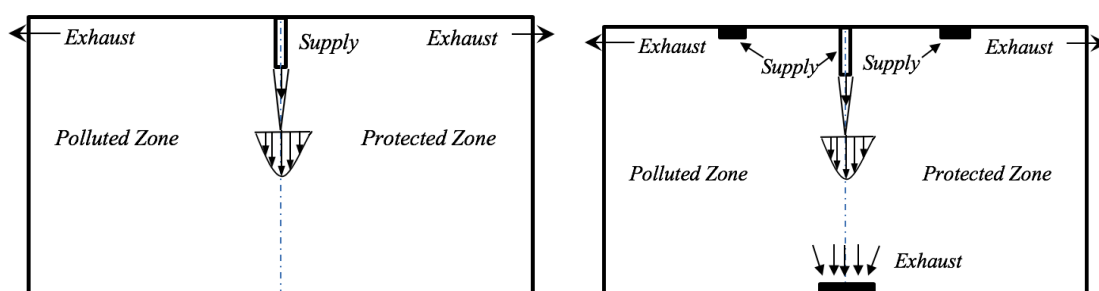 Exhaust
Supply
Exhaust
Polluted Zone
Protected Zone
Exhaust
Supply
Supply
Exhaust
Polluted Zone
Protected Zone
Exhaust